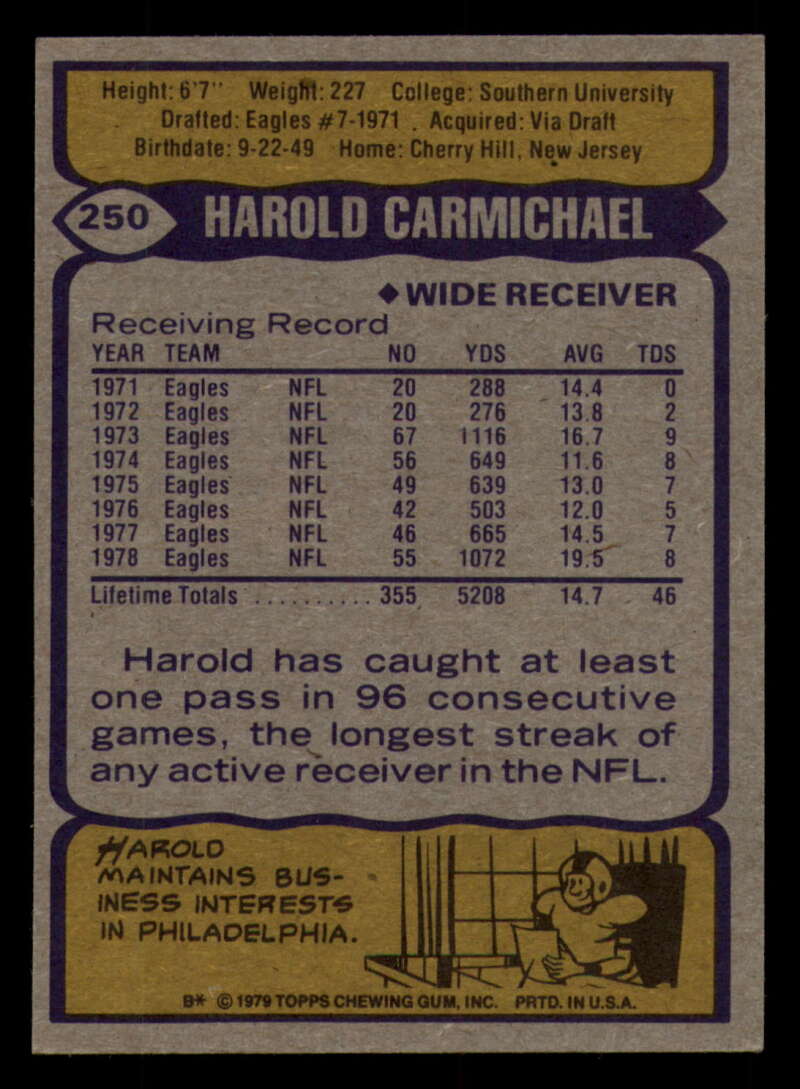 Height: 6'7" Weight: 227 College: Southern University
Drafted: Eagles #7-1971 . Acquired: Via Draft
Birthdate: 9-22-49 Home: Cherry Hill, New Jersey
250 HAROLD CARMICHAEL
◆ WIDE RECEIVER
Receiving Record
YEAR TEAM NO YDS AVG TDS
1971 Eagles NFL 20 288 14.4 0
1972 Eagles NFL 20 276 13.8 2
1973 Eagles NFL 67 1116 16.7 9
1974 Eagles NFL 56 649 11.6 8
1975 Eagles NFL 49 639 13.0 7
1976 Eagles NFL 42 503 12.0 5
1977 Eagles NFL 46 665 14.5 7
1978 Eagles NFL 55 1072 19.5 8
Lifetime Totals .......... 355 5208 14.7 46
Harold has caught at least
one pass in 96 consecutive
games, the longest streak of
any active receiver in the NFL.
HAROLD
MAINTAINS BUS-
INESS INTERESTS
IN PHILADELPHIA.
B* © 1979 TOPPS CHEWING GUM, INC. PRTD. IN U.S.A.